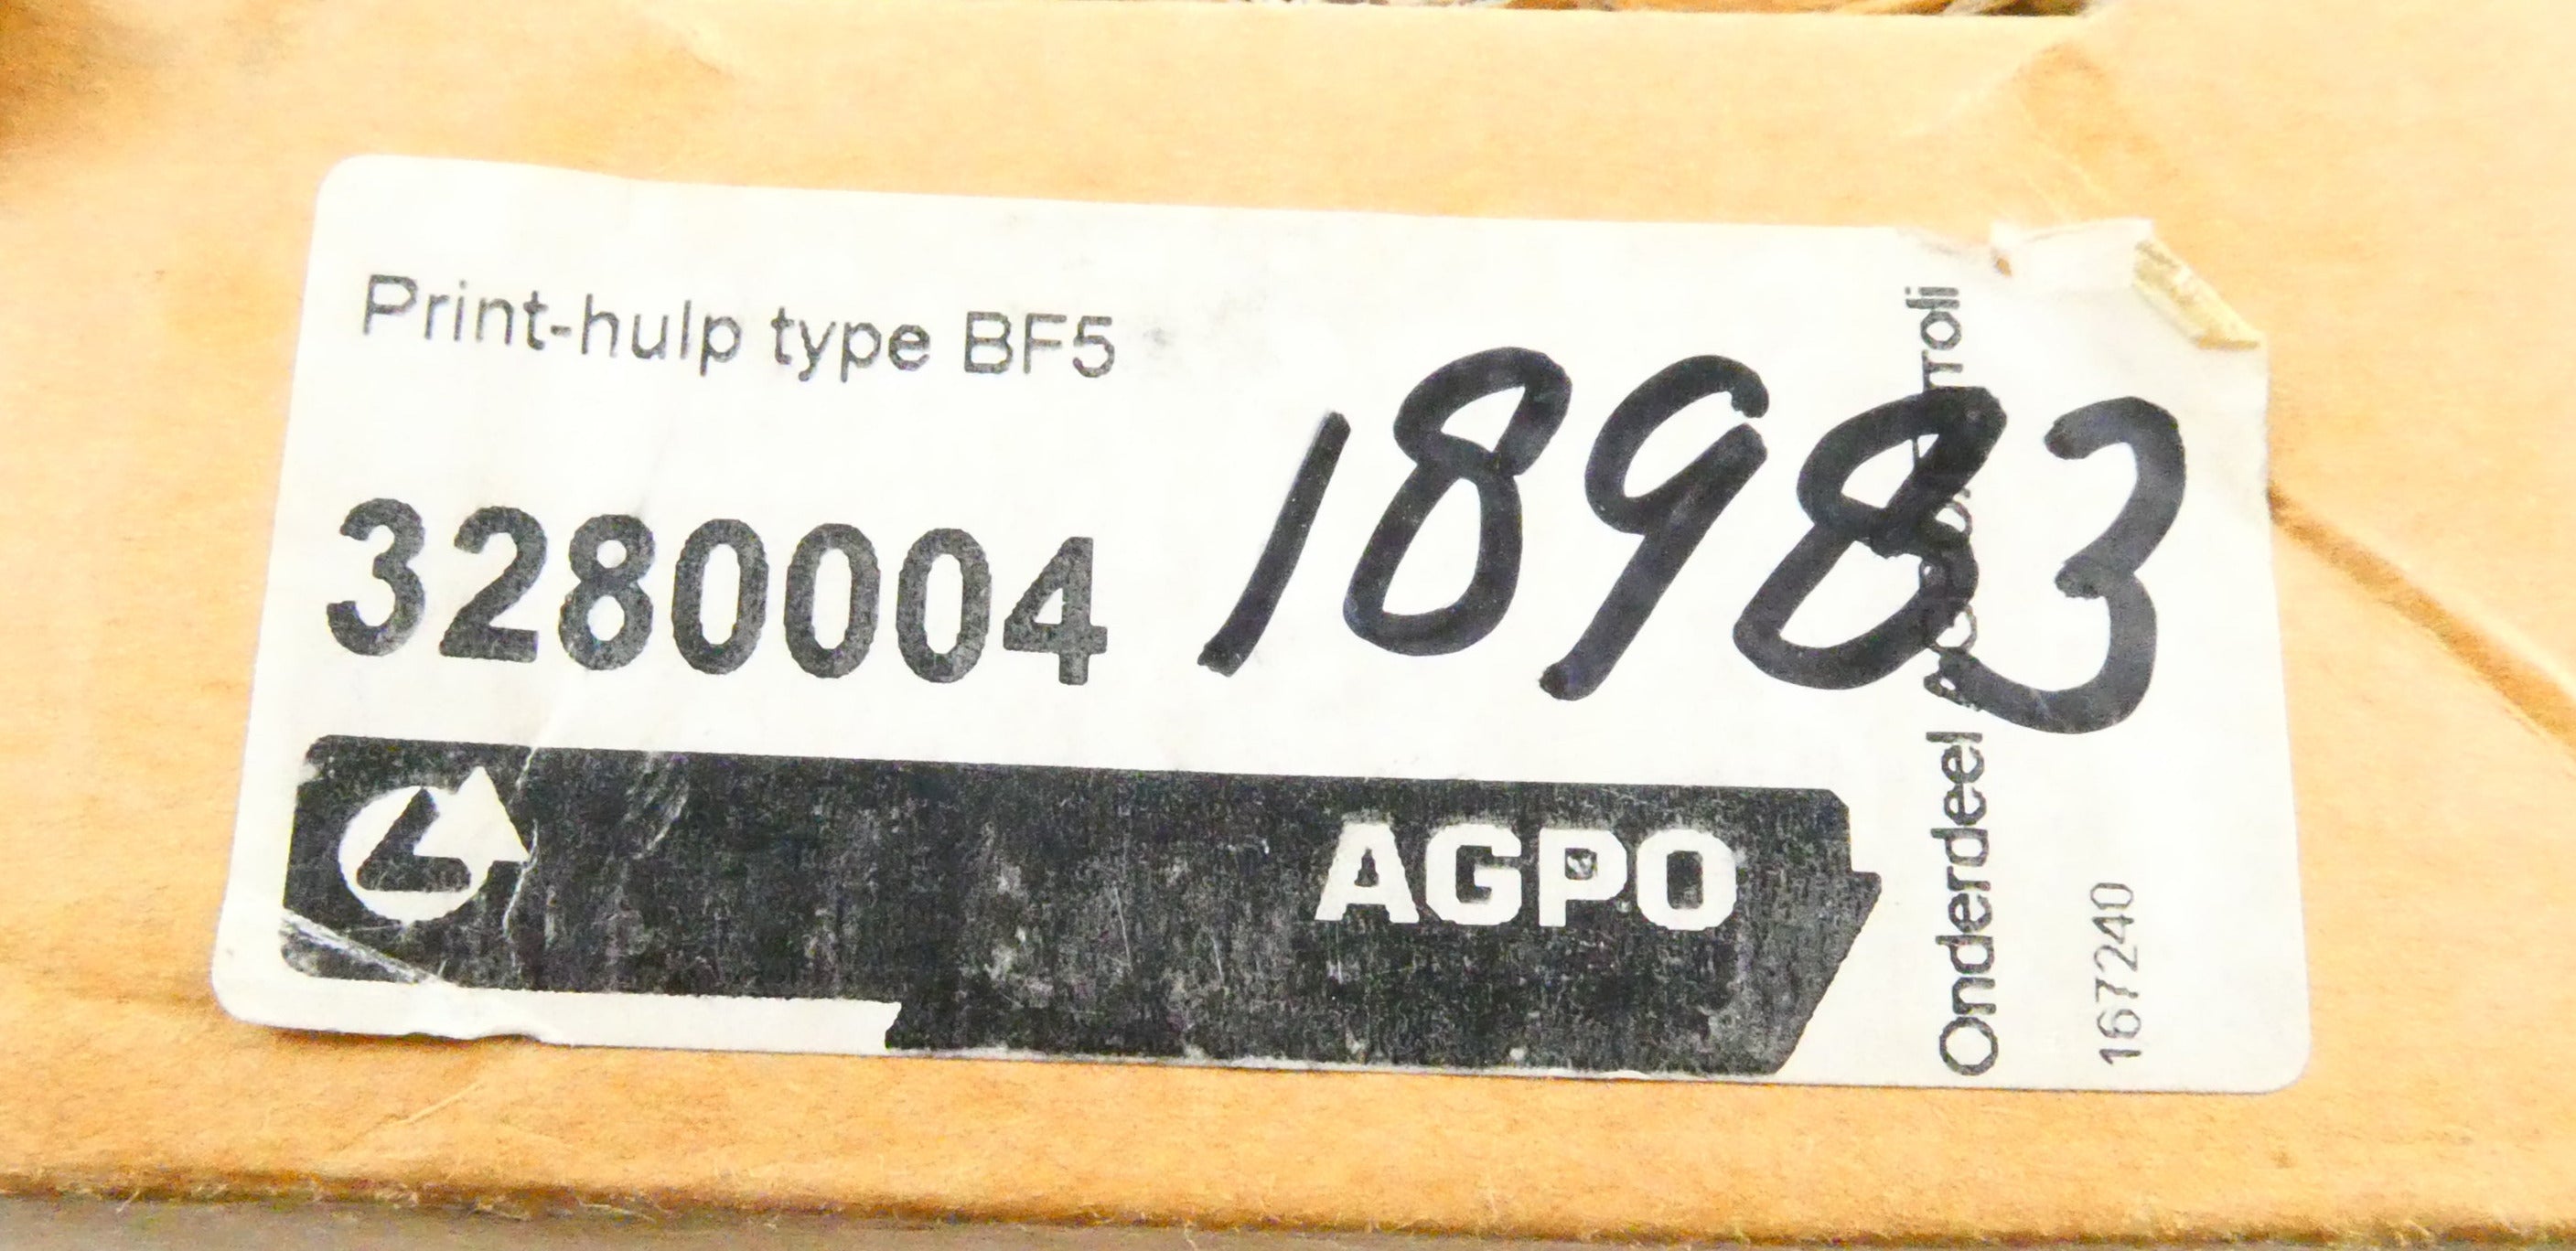 Print-hulp type BF5
18983
3280004
AGPO
Onderdeel
167240